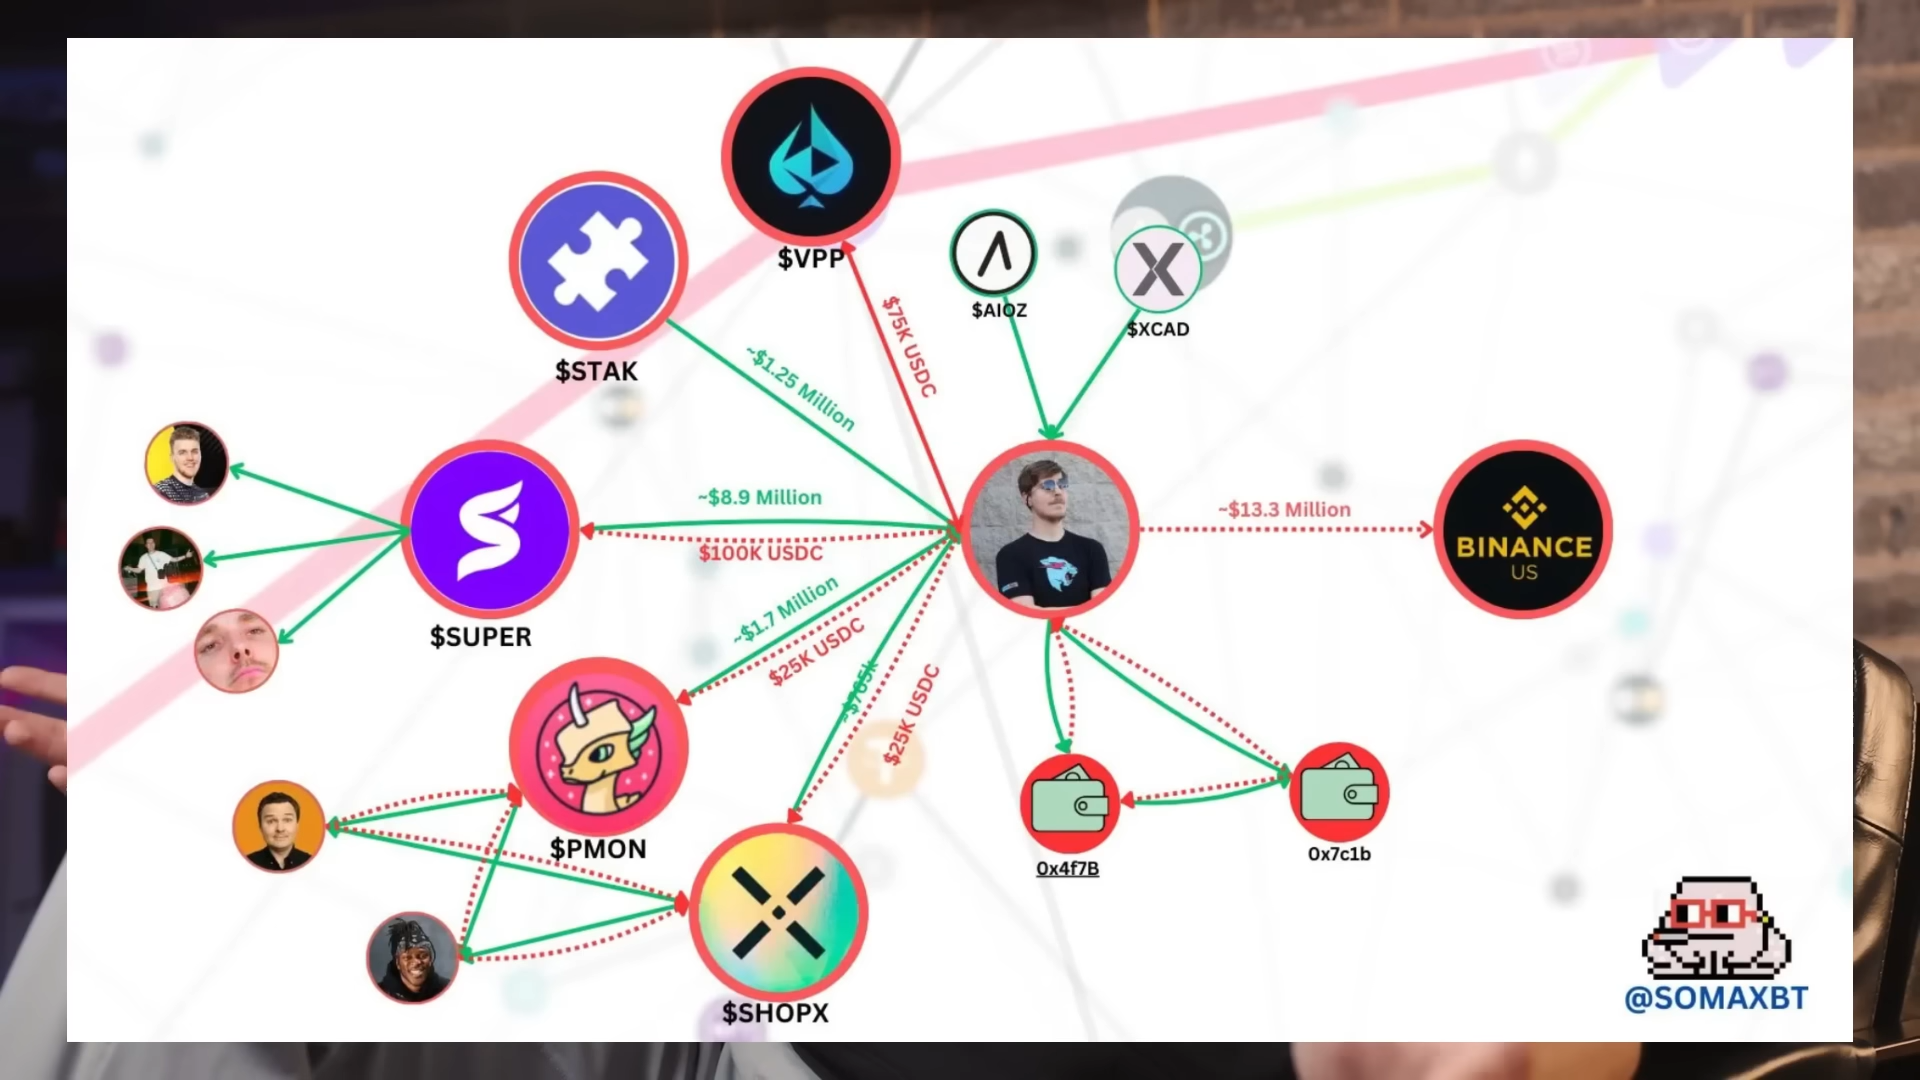 $VPP
$AIOZ
$XCAD
$STAK
$75K USDC
~$1.25 Million
~$8.9 Million
$100K USDC
~$13.3 Million
BINANCE
US
$SUPER
~$1.7 Million
$25K USDC
~$765k
$25K USDC
$PMON
0x4f7B
0x7c1b
$SHOPX
@SOMAXBT